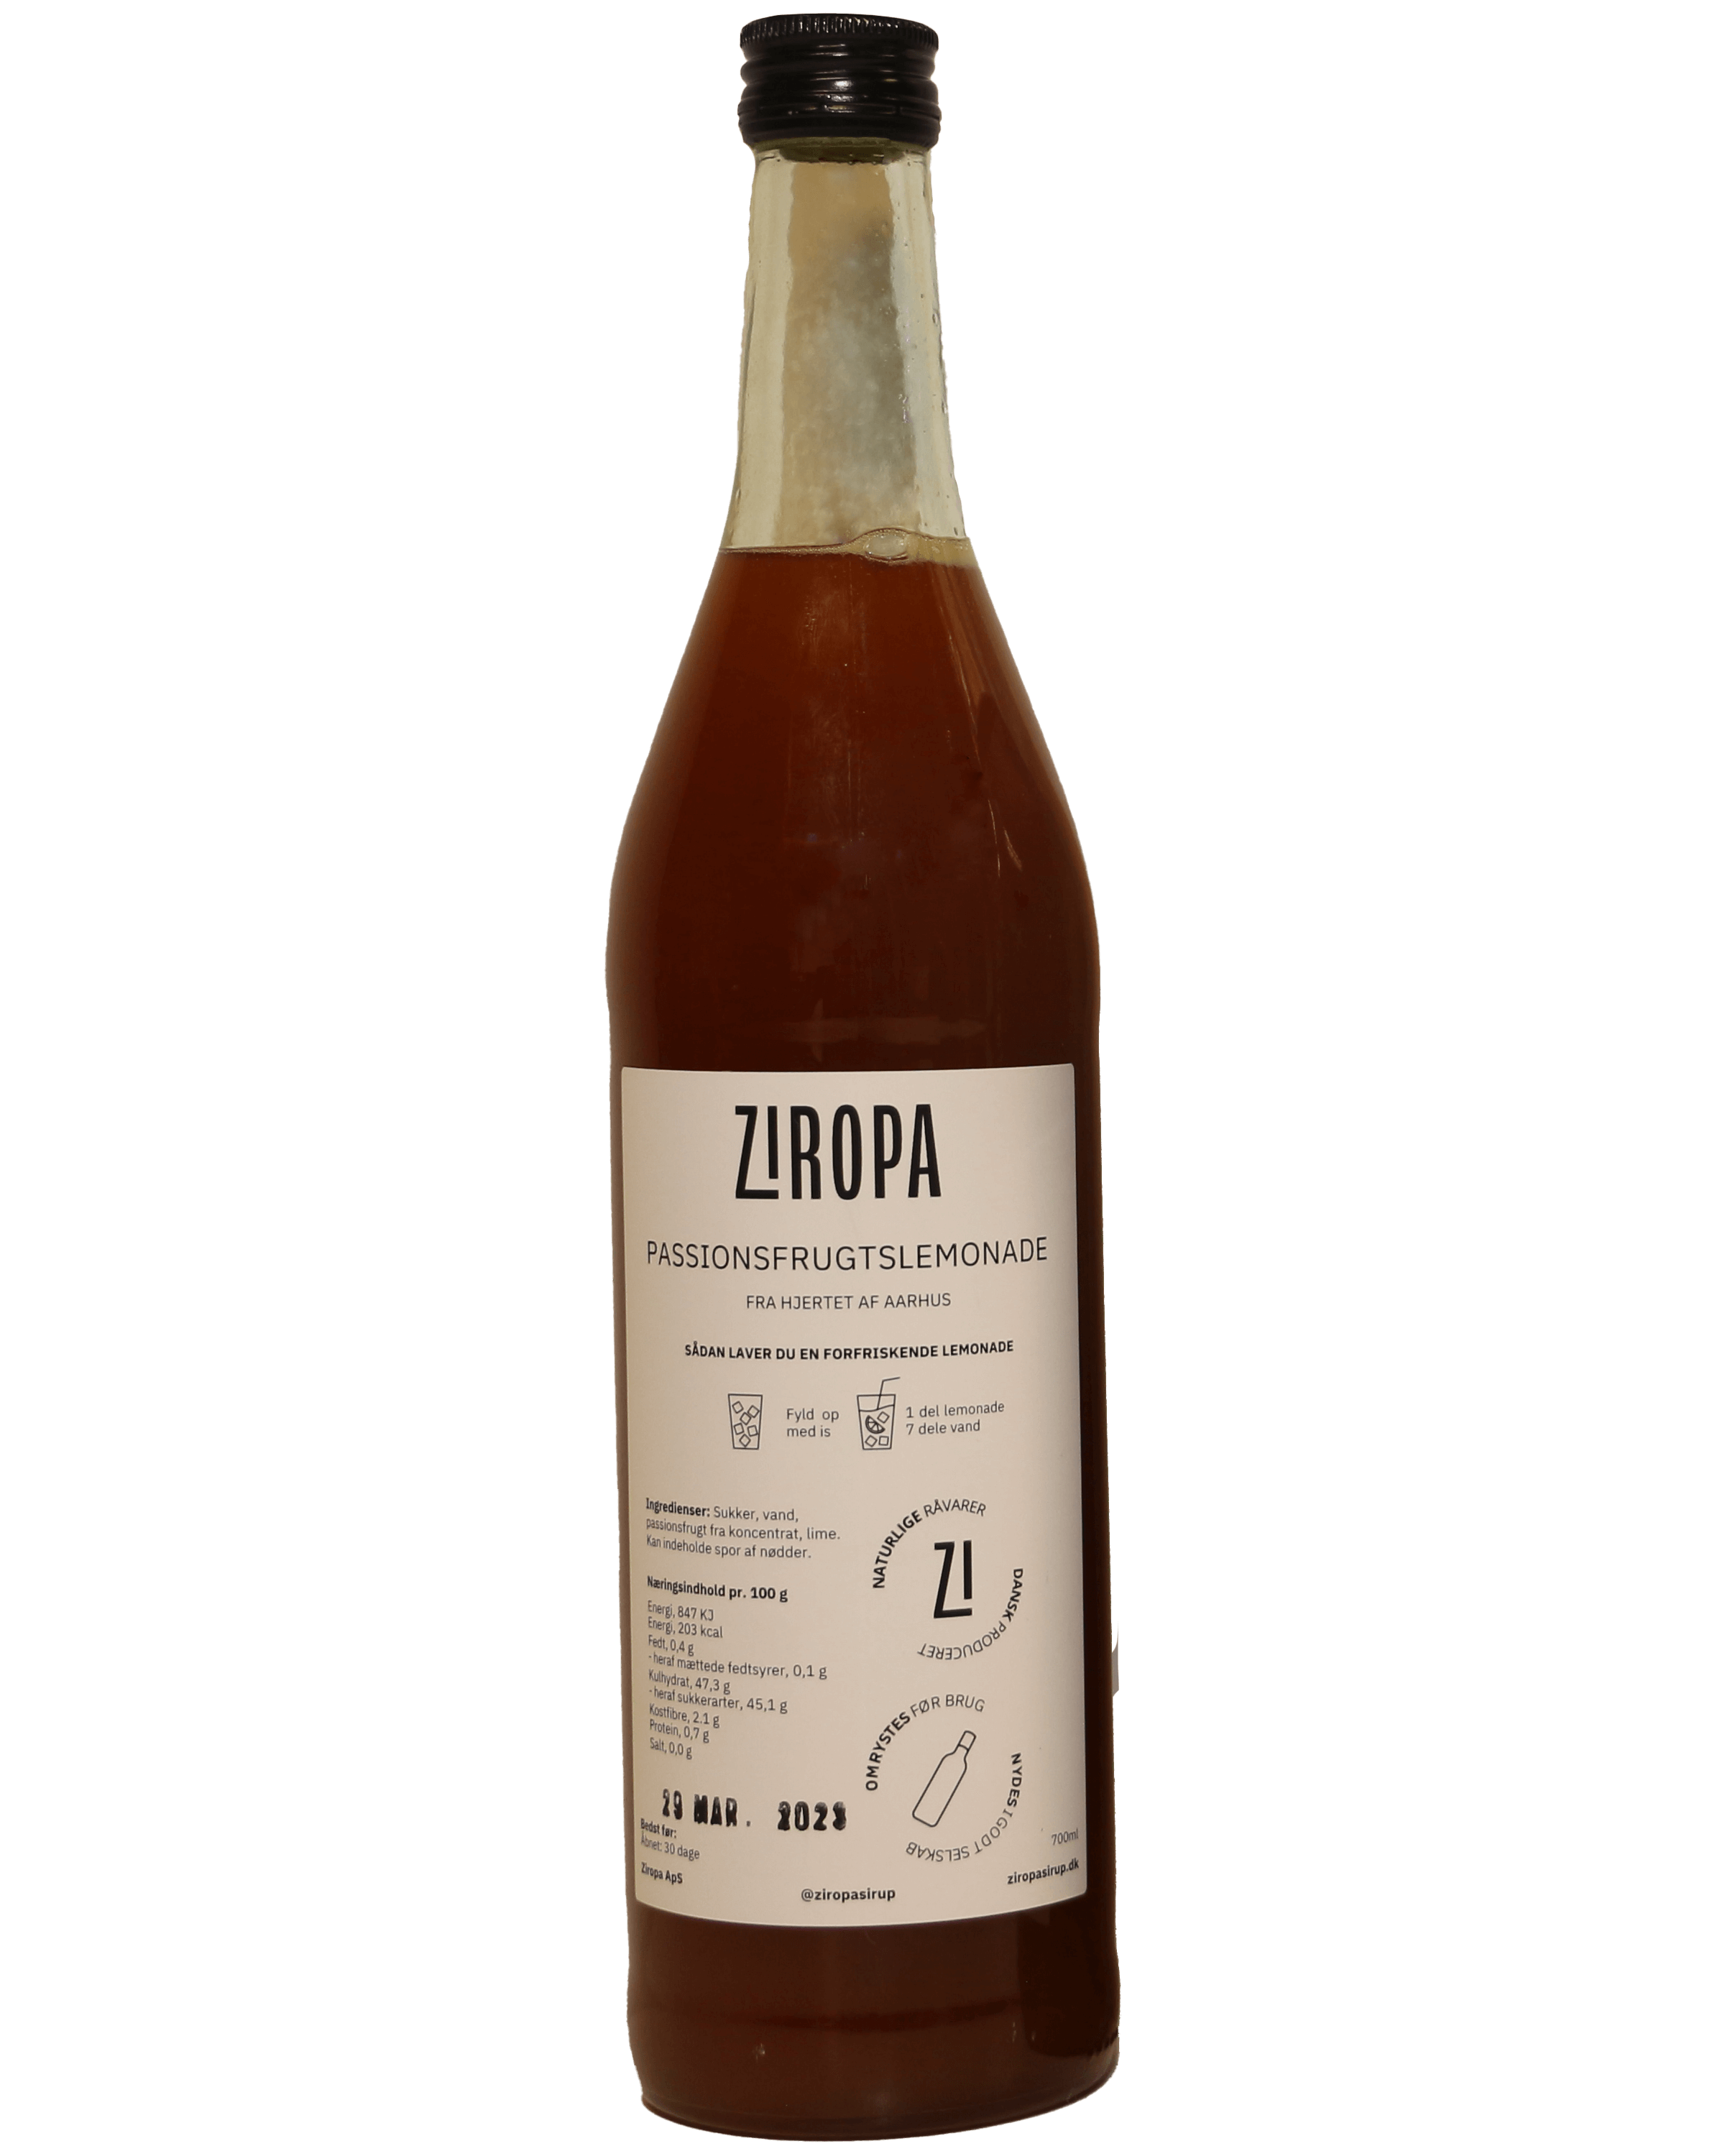 ZIROPA
PASSIONSFRUGTSLEMONADE
FRA HJERTET AF AARHUS
SÅDAN LAVER DU EN FORFRISKENDE LEMONADE
Fyld op
med is
1 del lemonade
7 dele vand
Ingredienser: Sukker, vand,
passionsfrugt fra koncentrat, lime.
Kan indeholde spor af nødder.
Næringsindhold pr. 100 g
Energi, 847 KJ
Energi, 203 kcal
Fedt, 0,4 g
- heraf mættede fedtsyrer, 0,1 g
Kulhydrat, 47,3 g
- heraf sukkerarter, 45,1 g
Kostfibre, 2.1 g
Protein, 0,7 g
Salt, 0,0 g
NATURLIGE RÅVARER
ZI
DANSK PRODUCERET
OMRYSTES FØR BRUG
NYDES I GODT SELSKAB
29 MAR. 2023
Bedst før:
Åbnet: 30 dage
Ziropa ApS
@ziropasirup
700ml
ziropasirup.dk